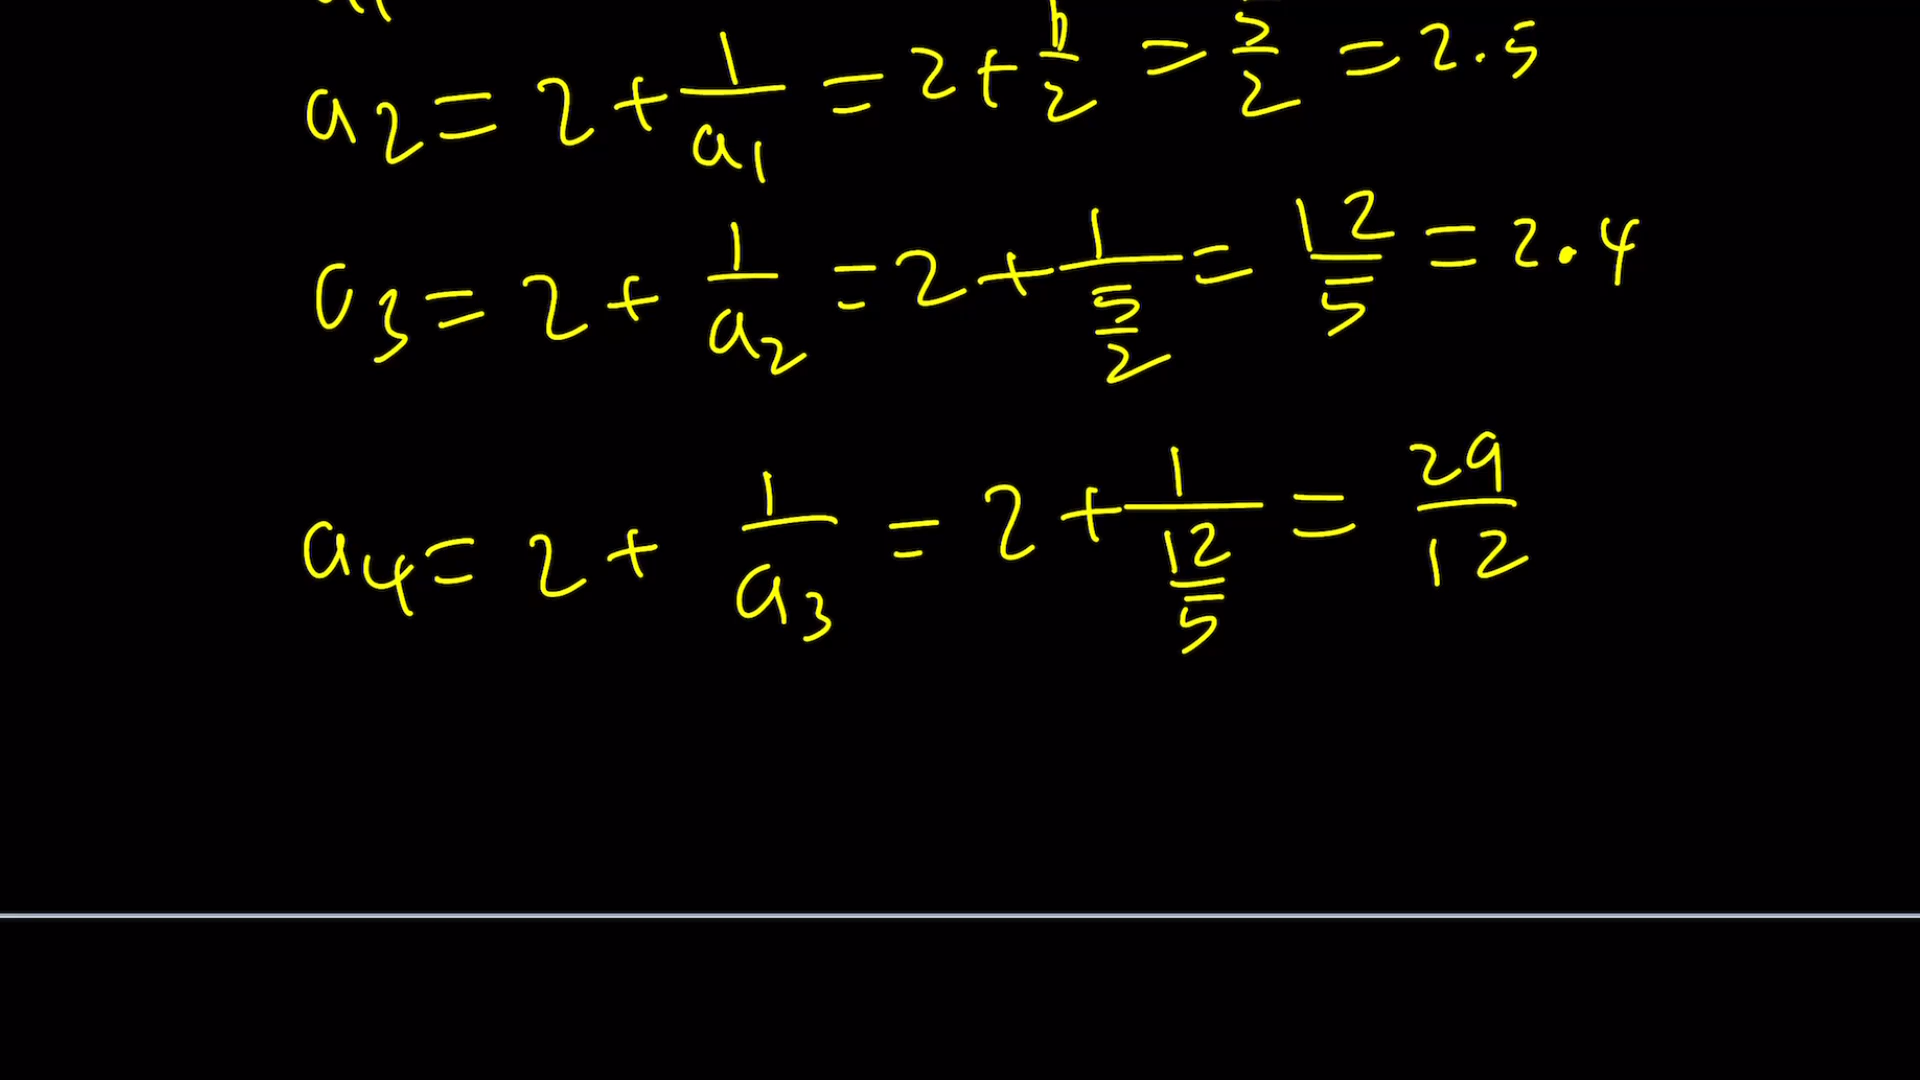 a2 = 2 + 1/a1 = 2 + 1/2 = 5/2 = 2.5
a3 = 2 + 1/a2 = 2 + 1/(5/2) = 12/5 = 2.4
a4 = 2 + 1/a3 = 2 + 1/(12/5) = 29/12